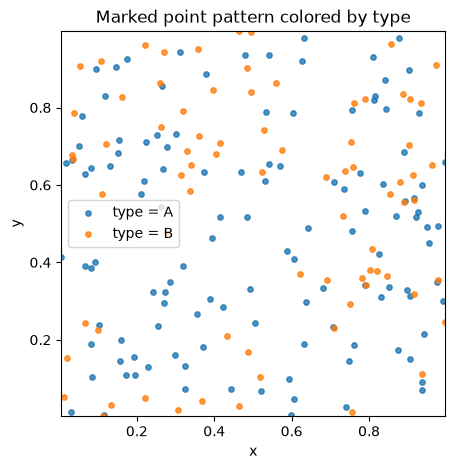 Marked point pattern colored by type
y
0.8
0.6
0.4
0.2
type = A
type = B
0.2 0.4 0.6 0.8
x